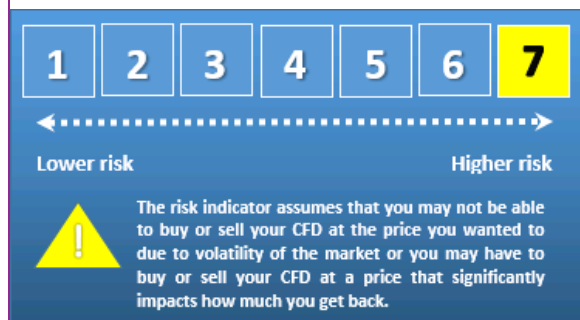 1 2 3 4 5 6 7
Lower risk Higher risk
!
The risk indicator assumes that you may not be able
to buy or sell your CFD at the price you wanted to
due to volatility of the market or you may have to
buy or sell your CFD at a price that significantly
impacts how much you get back.